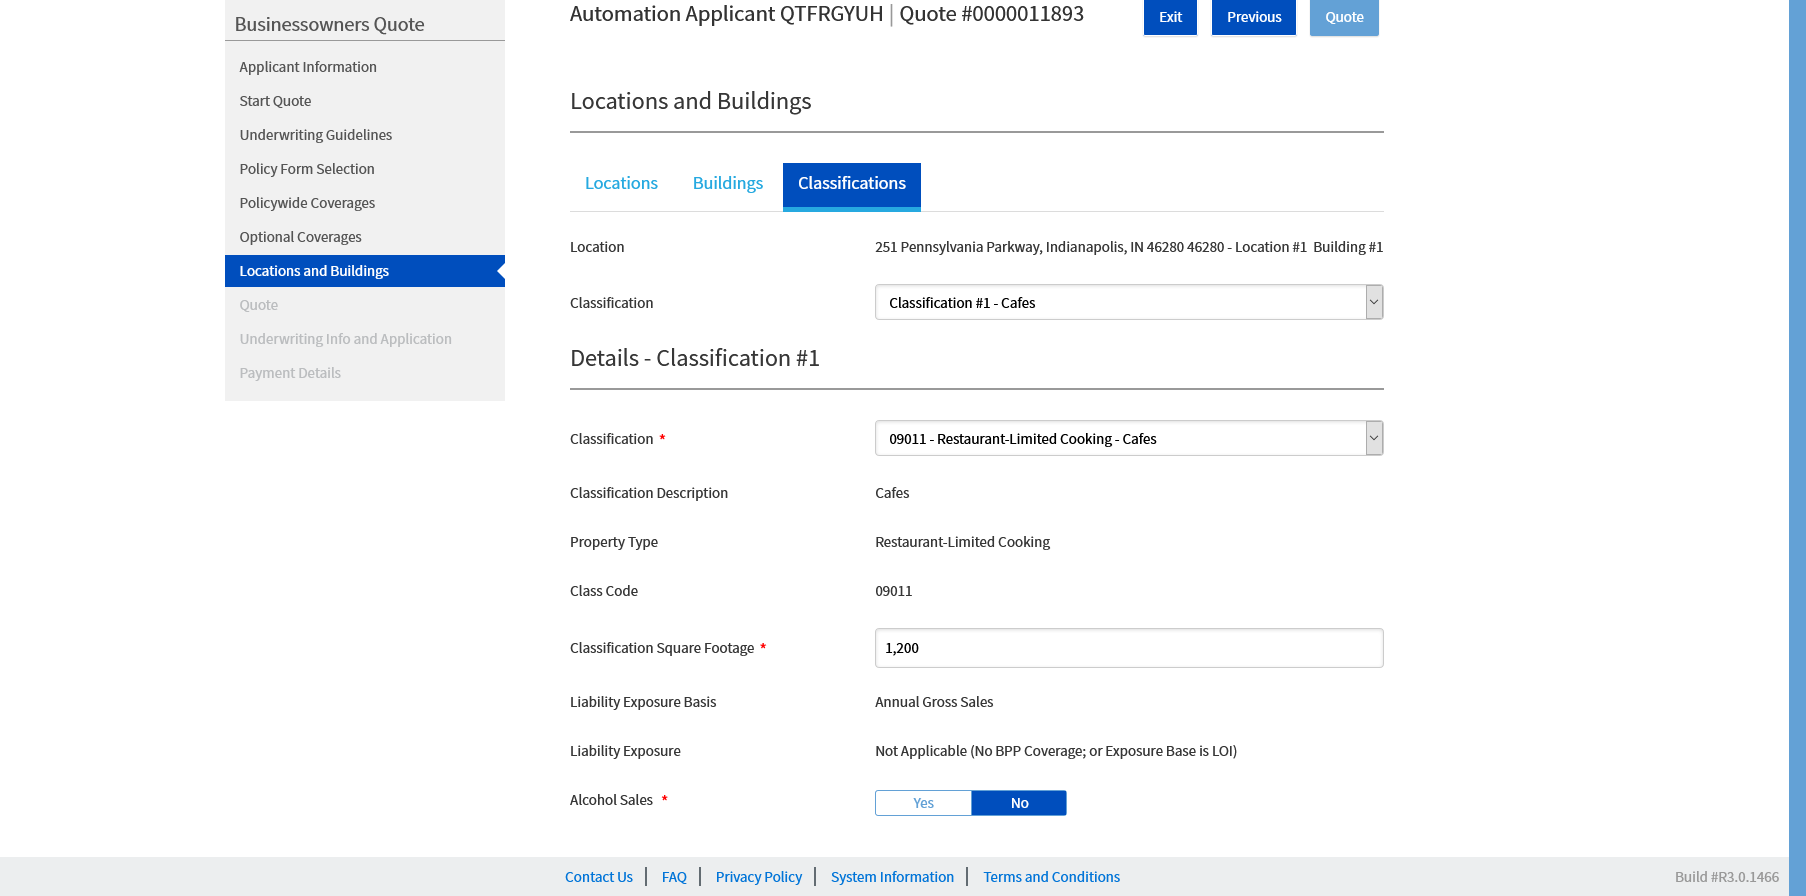 Businessowners Quote
Applicant Information
Start Quote
Underwriting Guidelines
Policy Form Selection
Policywide Coverages
Optional Coverages
Locations and Buildings
Quote
Underwriting Info and Application
Payment Details
Automation Applicant QTFRGYUH | Quote #0000011893
Exit Previous Quote
Locations and Buildings
Locations Buildings Classifications
Location 251 Pennsylvania Parkway, Indianapolis, IN 46280 46280 - Location #1 Building #1
Classification Classification #1 - Cafes
Details - Classification #1
Classification * 09011 - Restaurant-Limited Cooking - Cafes
Classification Description Cafes
Property Type Restaurant-Limited Cooking
Class Code 09011
Classification Square Footage * 1,200
Liability Exposure Basis Annual Gross Sales
Liability Exposure Not Applicable (No BPP Coverage; or Exposure Base is LOI)
Alcohol Sales * Yes No
Contact Us | FAQ | Privacy Policy | System Information | Terms and Conditions
Build #R3.0.1466